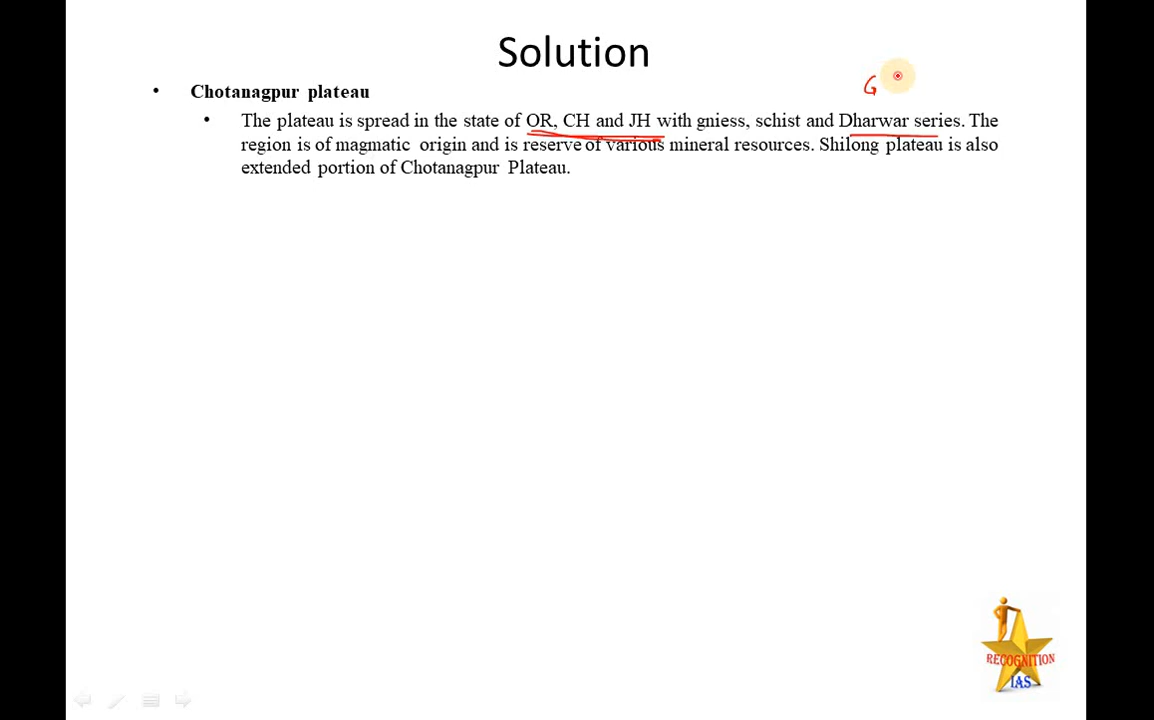 Solution
G
• Chotanagpur plateau
• The plateau is spread in the state of OR, CH and JH with gniess, schist and Dharwar series. The
region is of magmatic origin and is reserve of various mineral resources. Shilong plateau is also
extended portion of Chotanagpur Plateau.
RECOGNITION
IAS